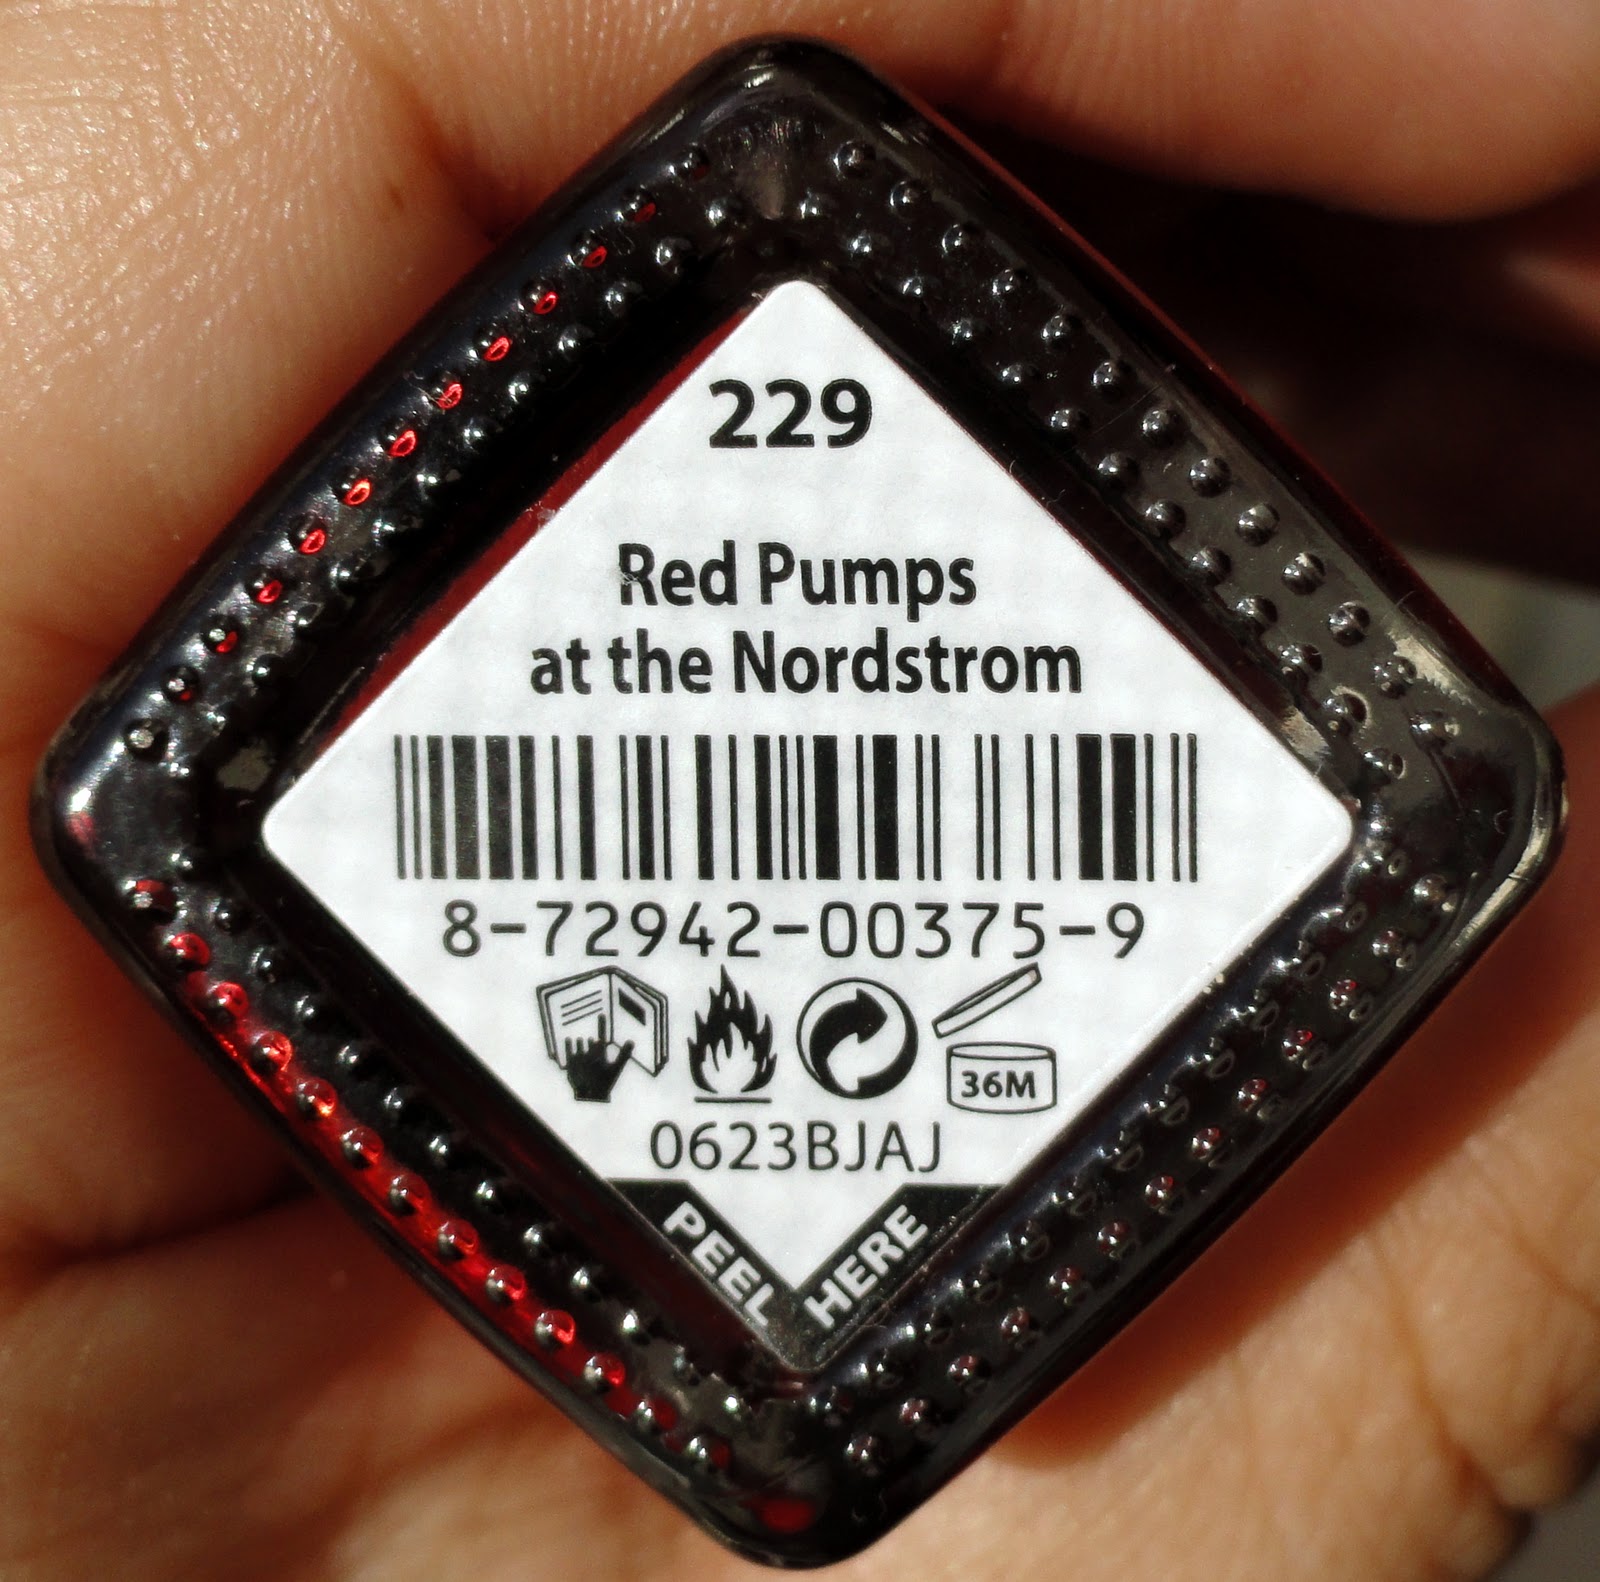 229
Red Pumps
at the Nordstrom
8-72942-00375-9
36M
0623BJAJ
PEEL HERE